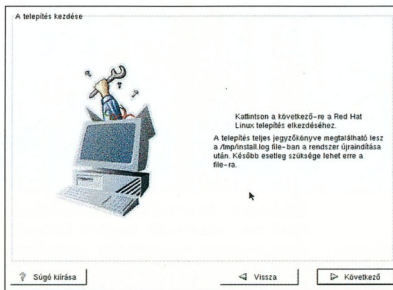 A telepítés kezdése
Kattintson a következő-re a Red Hat
Linux telepítés elkezdéséhez.
A telepítés teljes jegyzőkönyve megtalálható lesz
a /tmp/install.log file-ban a rendszer újraindítása
után. Később esetleg szüksége lehet erre a
file-ra.
Súgó kiírása
Vissza
Következő